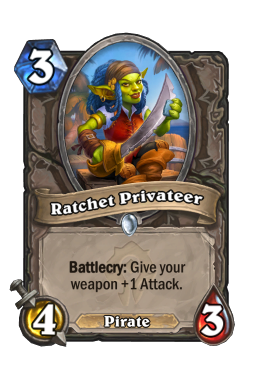 3
Ratchet Privateer
Battlecry: Give your
weapon +1 Attack.
4
Pirate
3